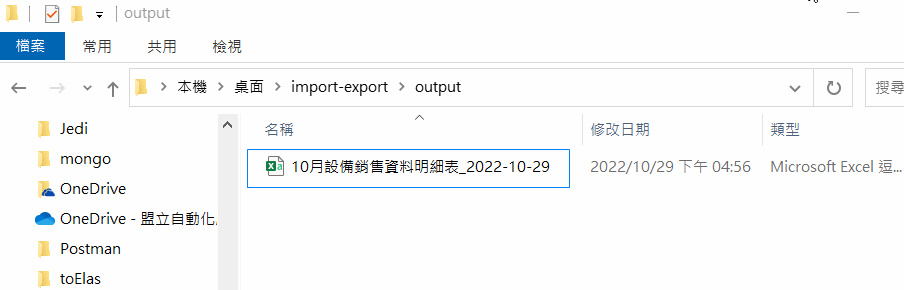 output
檔案 常用 共用 檢視
本機 桌面 import-export output 搜尋
名稱 修改日期 類型
Jedi
mongo
OneDrive
OneDrive - 盟立自動化
Postman
toElas
10月設備銷售資料明細表_2022-10-29 2022/10/29 下午 04:56 Microsoft Excel 逗...